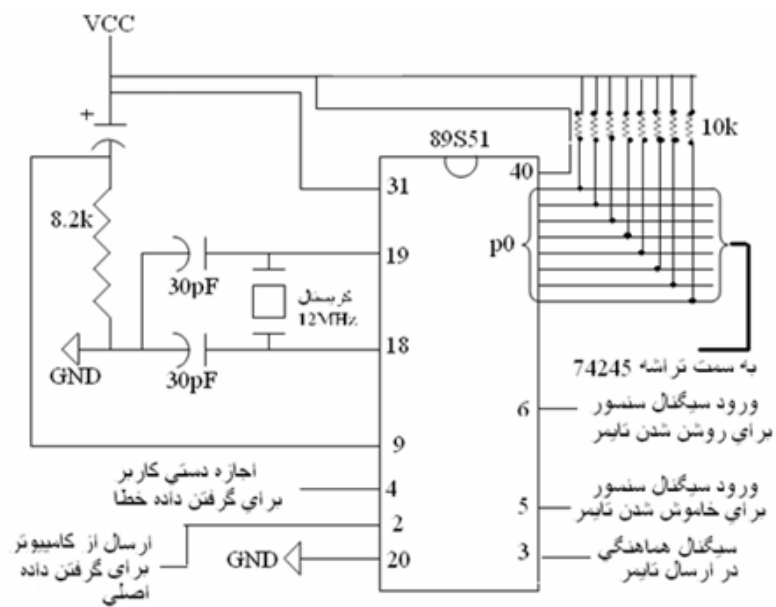 VCC
+
89S51
10k
40
31
8.2k
p0
19
30pF
کریستال
12MHz
18
30pF
GND
به سمت تراشه 74245
6
ورود سیگنال سنسور
برای روشن شدن تایمر
9
اجازه دستی کاربر
برای گرفتن داده خطا
4
5
ورود سیگنال سنسور
برای خاموش شدن تایمر
2
ارسال از کامپیوتر
برای گرفتن داده
اصلی
GND
20
3
سیگنال هماهنگی
در ارسال تایمر